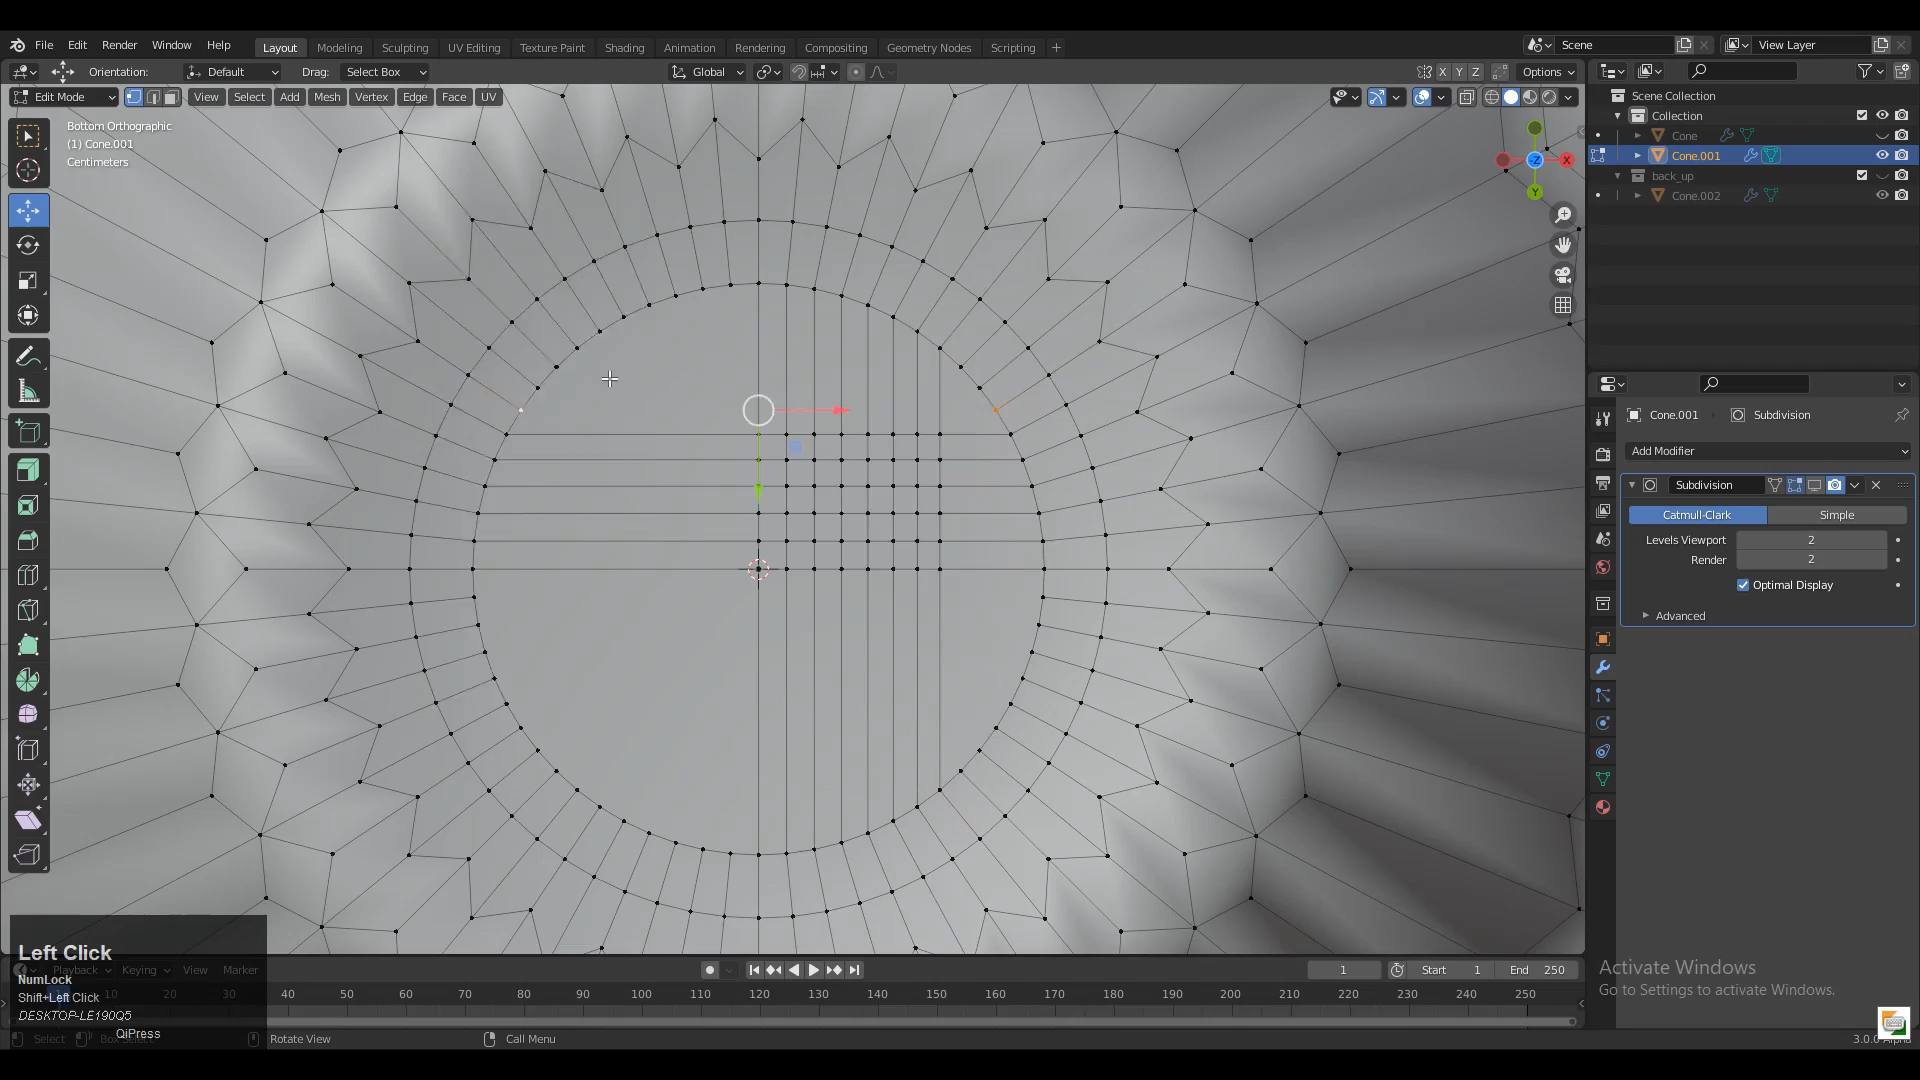 File Edit Render Window Help Layout Modeling Sculpting UV Editing Texture Paint Shading Animation Rendering Compositing Geometry Nodes Scripting + Scene View Layer
Orientation: Default Drag: Select Box Global X Y Z Options
Edit Mode View Select Add Mesh Vertex Edge Face UV
Scene Collection
Collection
Cone
Cone.001
back_up
Cone.002
Bottom Orthographic
(1) Cone.001
Centimeters
-Z X
Y
Cone.001 Subdivision
Add Modifier
Subdivision
Catmull-Clark Simple
Levels Viewport 2
Render 2
Optimal Display
Advanced
Left Click
NumLock
Shift+Left Click
DESKTOP-LE190Q5
QiPress
Playback Keying View Marker 1 Start 1 End 250
10 20 30 40 50 60 70 80 90 100 110 120 130 140 150 160 170 180 190 200 210 220 230 240 250
Select Box Select Rotate View Call Menu
Activate Windows
Go to Settings to activate Windows.